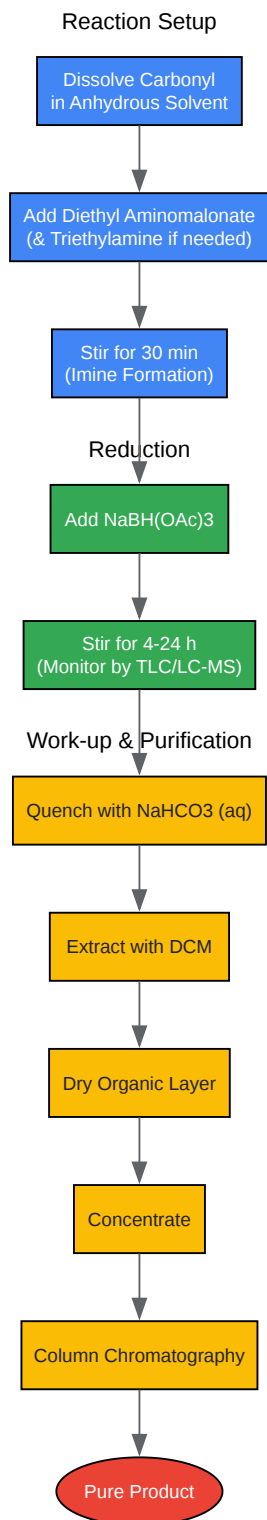 Reaction Setup
Dissolve Carbonyl
in Anhydrous Solvent
Add Diethyl Aminomalonate
(& Triethylamine if needed)
Stir for 30 min
(Imine Formation)
Reduction
Add NaBH(OAc)3
Stir for 4-24 h
(Monitor by TLC/LC-MS)
Work-up & Purification
Quench with NaHCO3 (aq)
Extract with DCM
Dry Organic Layer
Concentrate
Column Chromatography
Pure Product